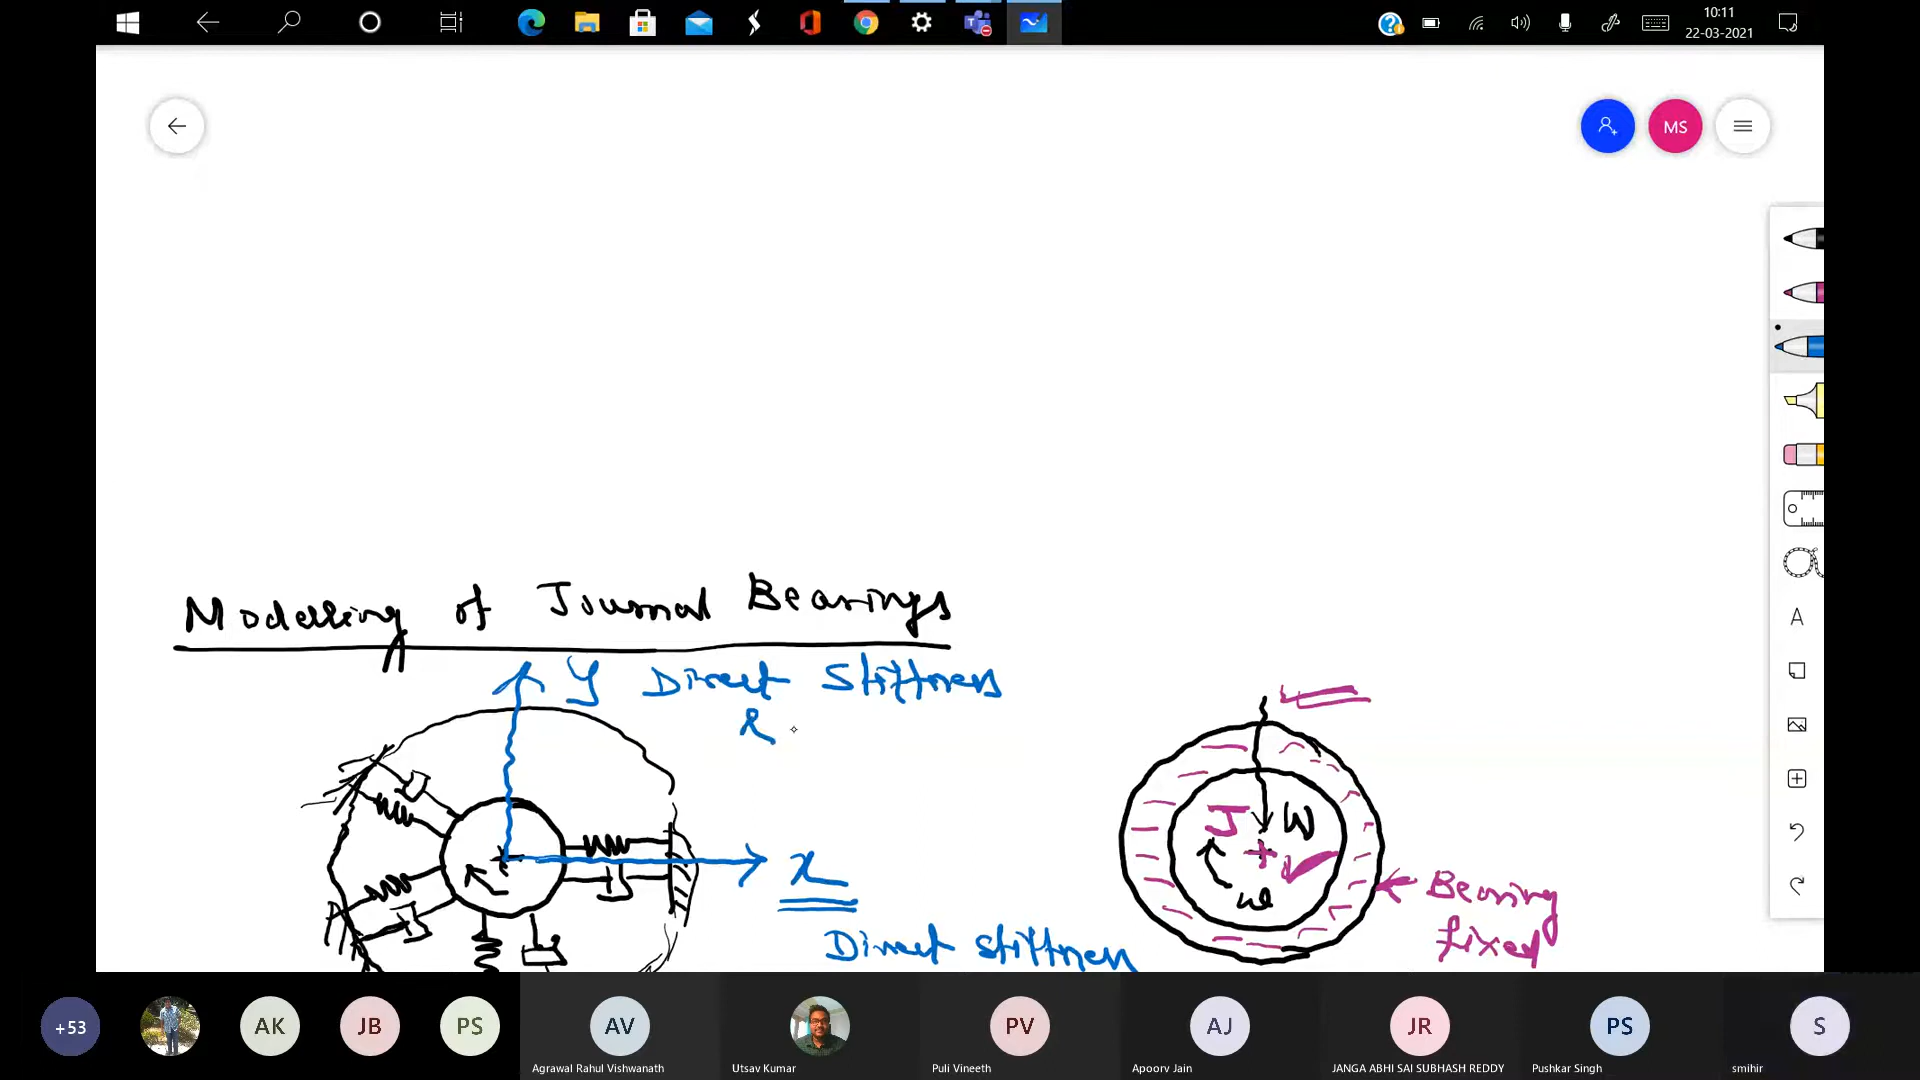 10:11
22-03-2021
MS
A
Modelling of Journal Bearings
y Direct Stiffness
&
x
Direct stiffness
J W
ω
Bearing
fixed
+53
AK
JB
PS
AV
Agrawal Rahul Vishwanath
Utsav Kumar
PV
Puli Vineeth
AJ
Apoorv Jain
JR
JANGA ABHI SAI SUBHASH REDDY
PS
Pushkar Singh
S
smihir